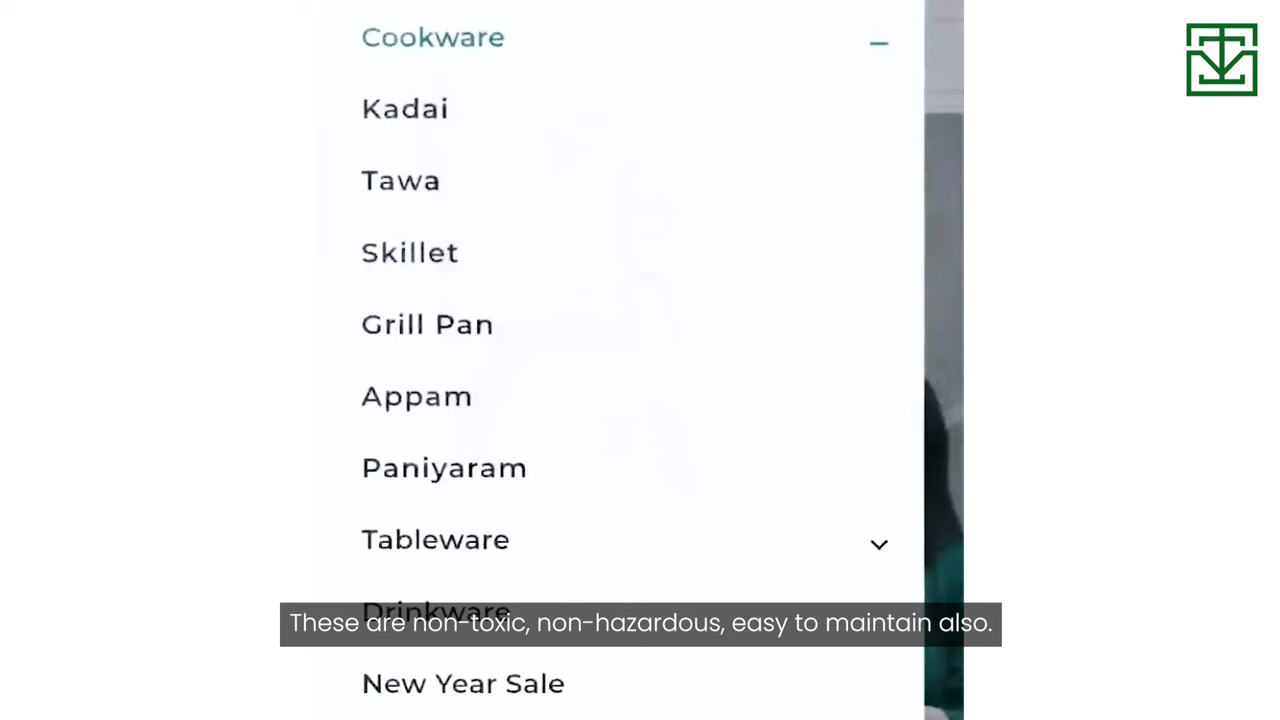 Cookware
Kadai
Tawa
Skillet
Grill Pan
Appam
Paniyaram
Tableware
Drinkware
These are non-toxic, non-hazardous, easy to maintain also.
New Year Sale